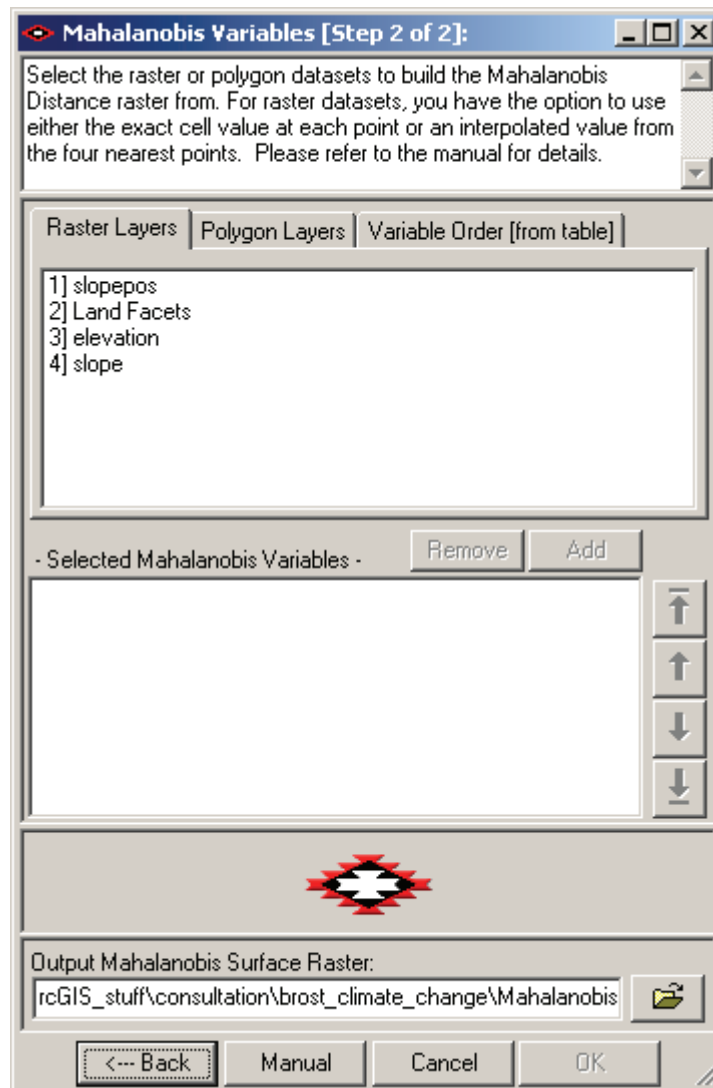 Mahalanobis Variables [Step 2 of 2]:
Select the raster or polygon datasets to build the Mahalanobis
Distance raster from. For raster datasets, you have the option to use
either the exact cell value at each point or an interpolated value from
the four nearest points.  Please refer to the manual for details.
Raster Layers
Polygon Layers
Variable Order [from table]
1] slopepos
2] Land Facets
3] elevation
4] slope
- Selected Mahalanobis Variables -
Remove
Add
Output Mahalanobis Surface Raster:
rcGIS_stuff\consultation\brost_climate_change\Mahalanobis
<--- Back
Manual
Cancel
OK